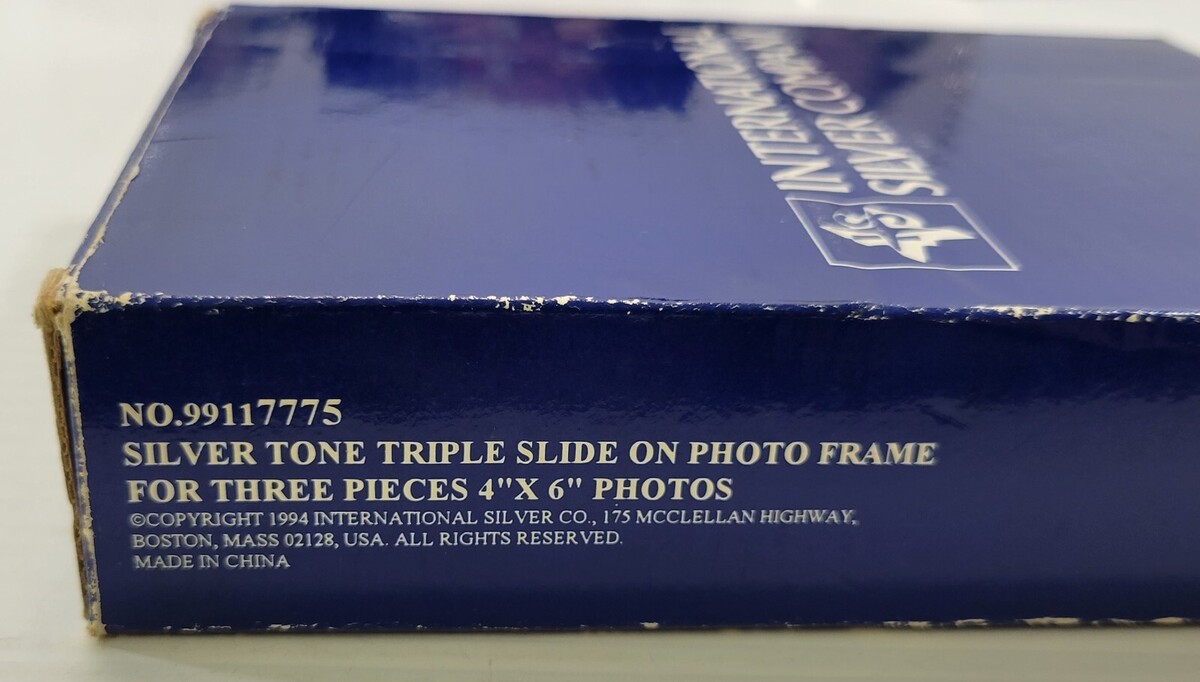 INTERNATIONAL
SILVER COMPANY
NO.99117775
SILVER TONE TRIPLE SLIDE ON PHOTO FRAME
FOR THREE PIECES 4"X 6" PHOTOS
©COPYRIGHT 1994 INTERNATIONAL SILVER CO., 175 MCCLELLAN HIGHWAY,
BOSTON, MASS 02128, USA. ALL RIGHTS RESERVED.
MADE IN CHINA